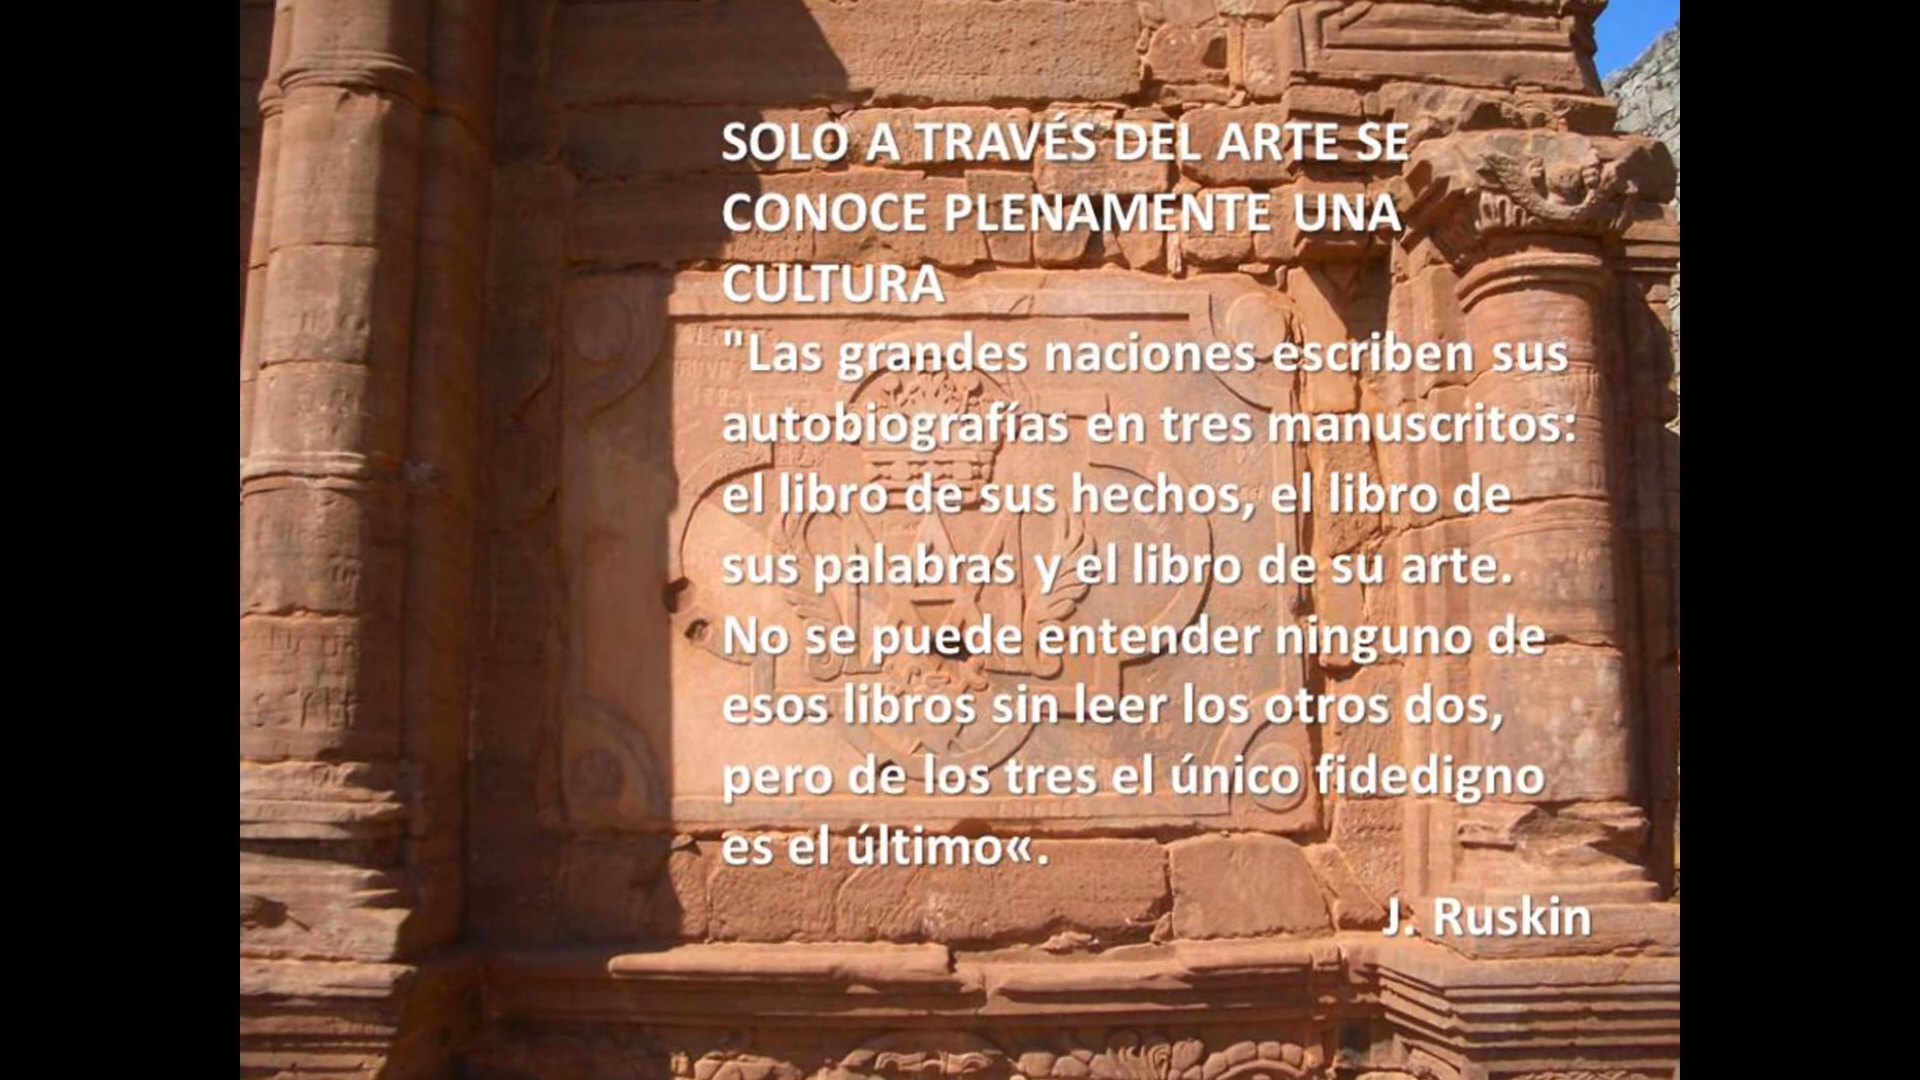 SOLO A TRAVÉS DEL ARTE SE
CONOCE PLENAMENTE UNA
CULTURA
"Las grandes naciones escriben sus
autobiografías en tres manuscritos:
el libro de sus hechos, el libro de
sus palabras y el libro de su arte.
No se puede entender ninguno de
esos libros sin leer los otros dos,
pero de los tres el único fidedigno
es el último«.
J. Ruskin